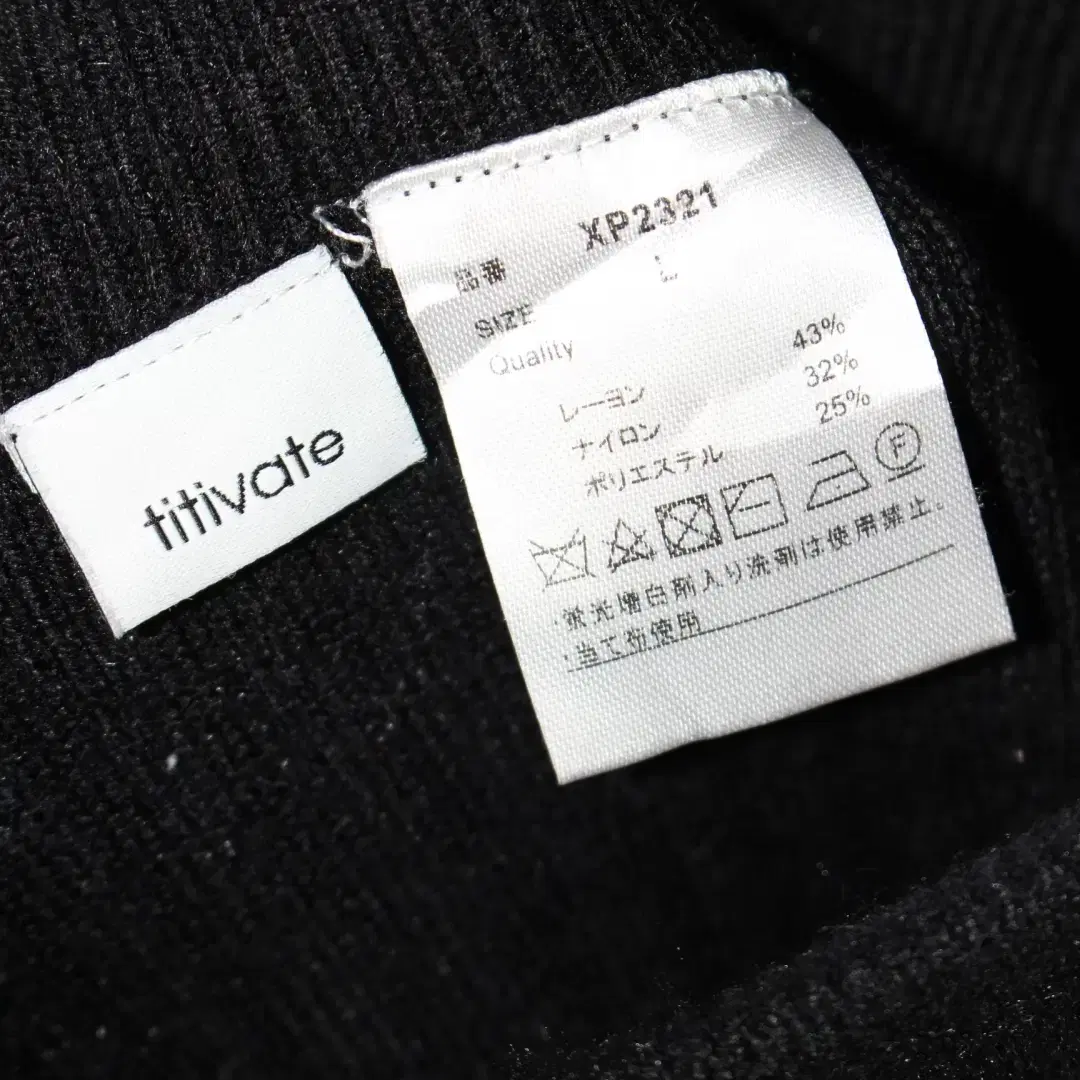 titivate
品番 XP2321
SIZE L
Quality
レーヨン 43%
ナイロン 32%
ポリエステル 25%
F
・蛍光増白剤入り洗剤は使用禁止.
・当て布使用